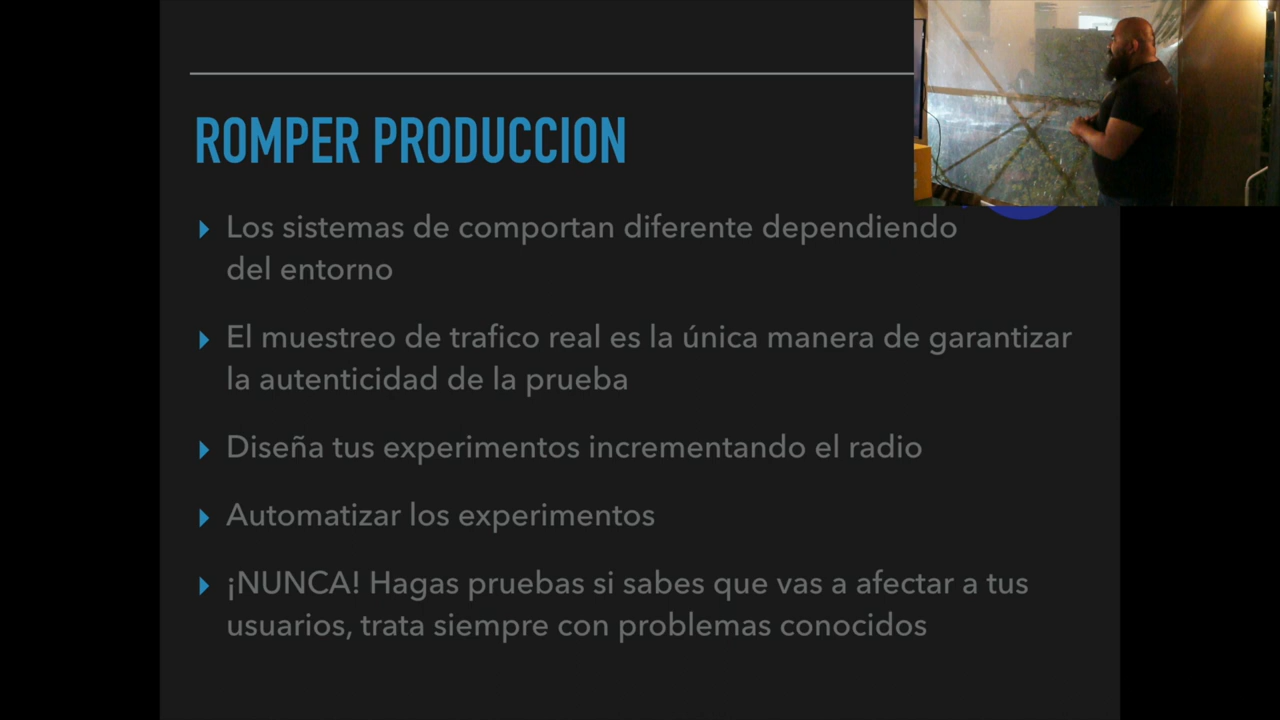 ROMPER PRODUCCION
Los sistemas de comportan diferente dependiendo
del entorno
El muestreo de trafico real es la única manera de garantizar
la autenticidad de la prueba
Diseña tus experimentos incrementando el radio
Automatizar los experimentos
¡NUNCA! Hagas pruebas si sabes que vas a afectar a tus
usuarios, trata siempre con problemas conocidos